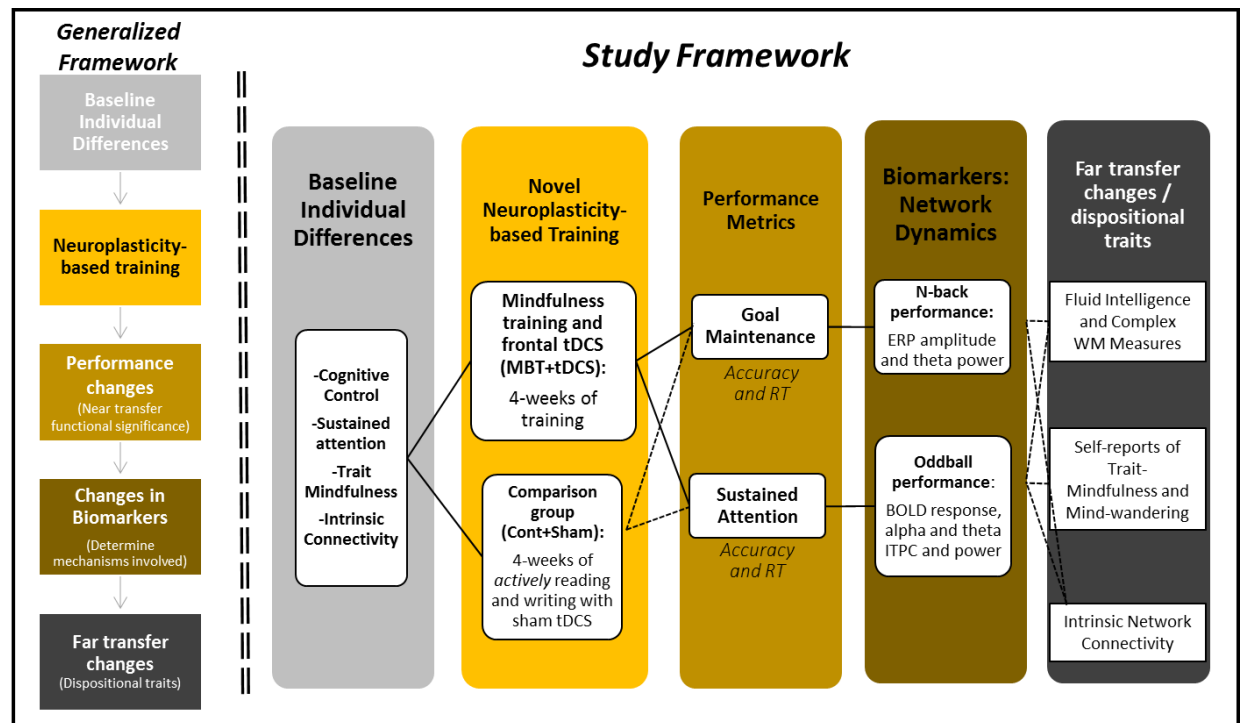 Generalized
Framework
Baseline
Individual
Differences
Neuroplasticity-
based training
Performance
changes
(Near transfer
functional significance)
Changes in
Biomarkers
(Determine
mechanisms involved)
Far transfer
changes
(Dispositional traits)
Study Framework
Baseline
Individual
Differences
-Cognitive
Control
-Sustained
attention
-Trait
Mindfulness
-Intrinsic
Connectivity
Novel
Neuroplasticity-
based Training
Mindfulness
training and
frontal tDCS
(MBT+tDCS):
4-weeks of
training
Comparison
group
(Cont+Sham):
4-weeks of
actively reading
and writing with
sham tDCS
Performance
Metrics
Goal
Maintenance
Accuracy
and RT
Sustained
Attention
Accuracy
and RT
Biomarkers:
Network
Dynamics
N-back
performance:
ERP amplitude
and theta power
Oddball
performance:
BOLD response,
alpha and theta
ITPC and power
Far transfer
changes /
dispositional
traits
Fluid Intelligence
and Complex
WM Measures
Self-reports of
Trait-
Mindfulness and
Mind-wandering
Intrinsic Network
Connectivity